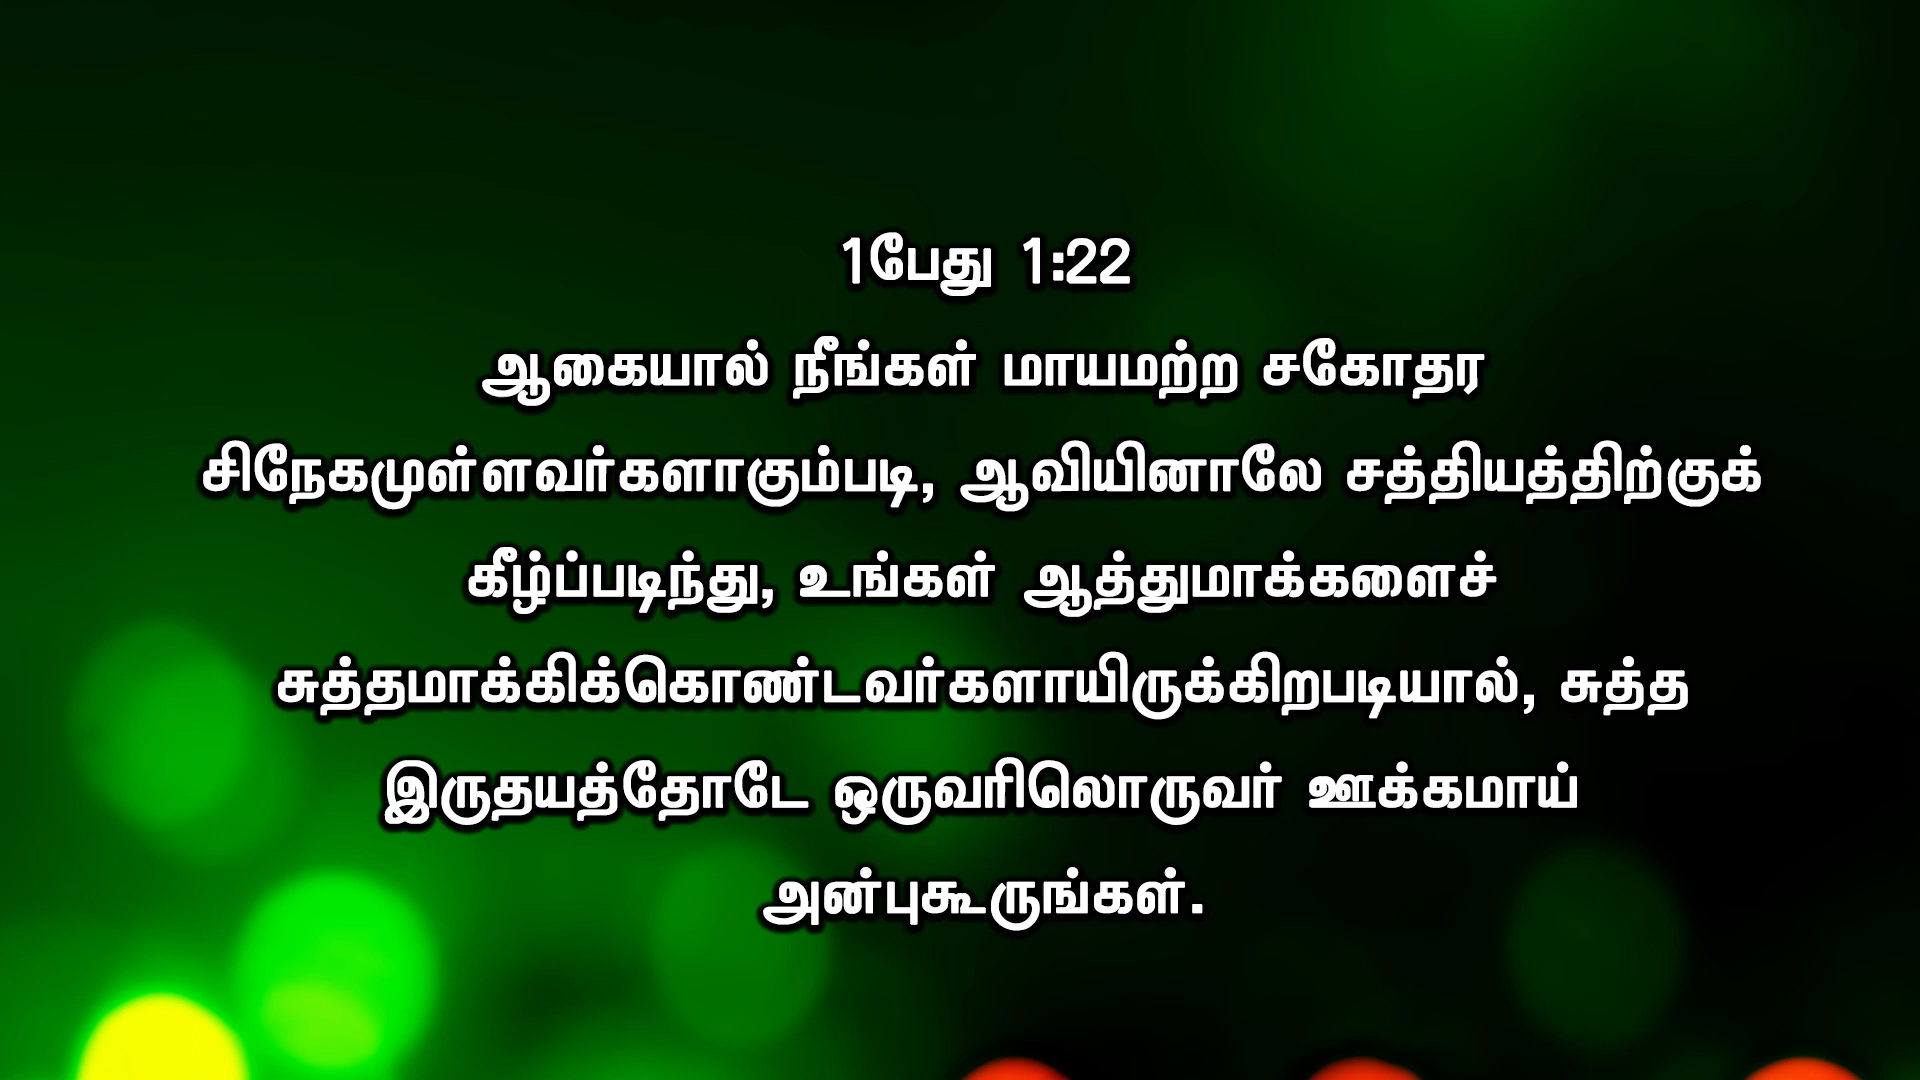 1பேது 1:22
ஆகையால் நீங்கள் மாயமற்ற சகோதர
சிநேகமுள்ளவர்களாகும்படி, ஆவியினாலே சத்தியத்திற்குக்
கீழ்ப்படிந்து, உங்கள் ஆத்துமாக்களைச்
சுத்தமாக்கிக்கொண்டவர்களாயிருக்கிறபடியால், சுத்த
இருதயத்தோடே ஒருவரிலொருவர் ஊக்கமாய்
அன்புகூருங்கள்.